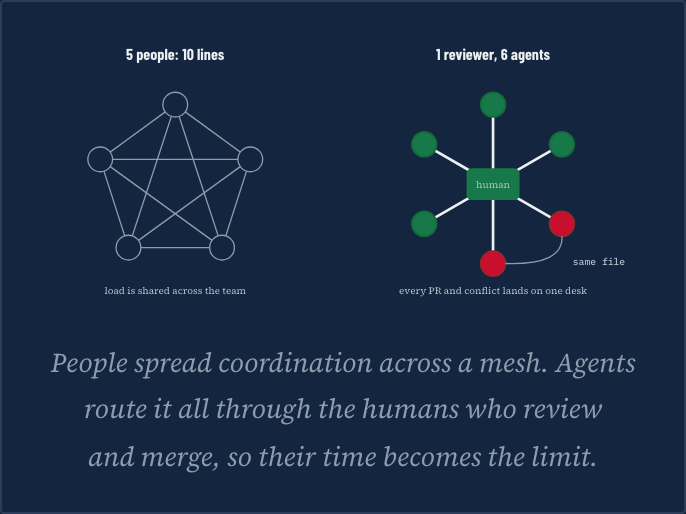 5 people: 10 lines
1 reviewer, 6 agents
human
same file
load is shared across the team
every PR and conflict lands on one desk
People spread coordination across a mesh. Agents
route it all through the humans who review
and merge, so their time becomes the limit.